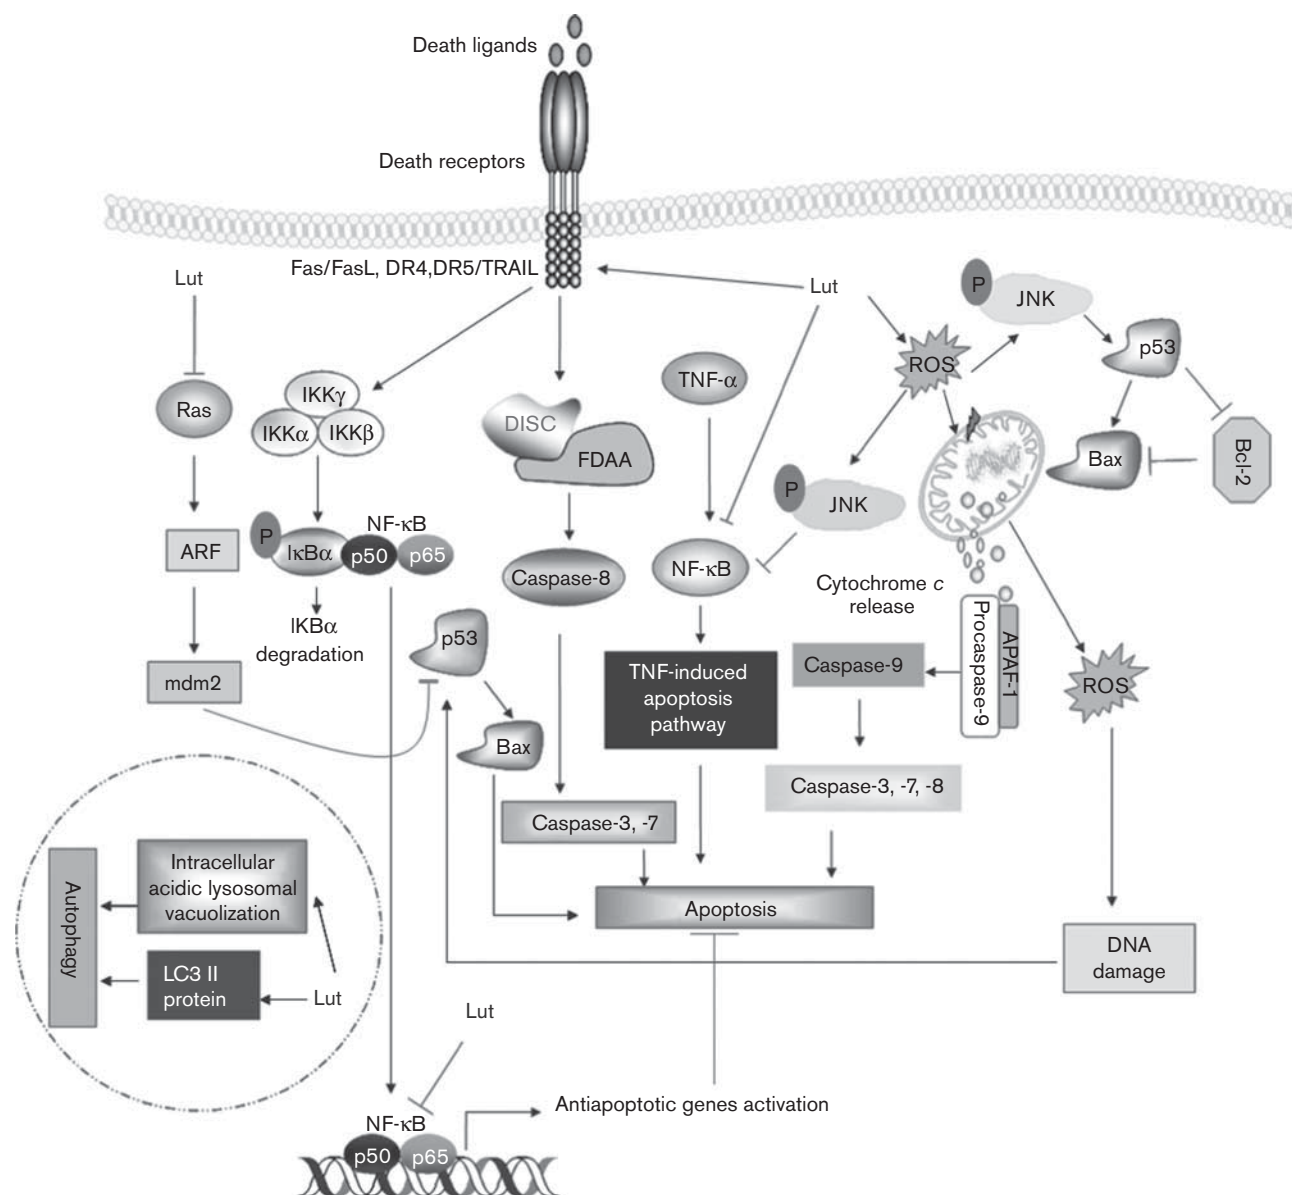 Death ligands
Death receptors
Fas/FasL, DR4,DR5/TRAIL
Lut
Lut
P
JNK
p53
ROS
Ras
IKKγ
IKKα
IKKβ
DISC
FDAA
TNF-α
Bax
Bcl-2
P
JNK
ARF
P
IκBα
NF-κB
p50
p65
Caspase-8
NF-κB
Cytochrome c
release
Procaspase-9
APAF-1
IKBα
degradation
p53
mdm2
TNF-induced
apoptosis
pathway
Caspase-9
ROS
Bax
Caspase-3, -7
Caspase-3, -7, -8
Autophagy
Intracellular
acidic lysosomal
vacuolization
LC3 II
protein
Lut
Apoptosis
DNA
damage
Lut
Antiapoptotic genes activation
NF-κB
p50
p65